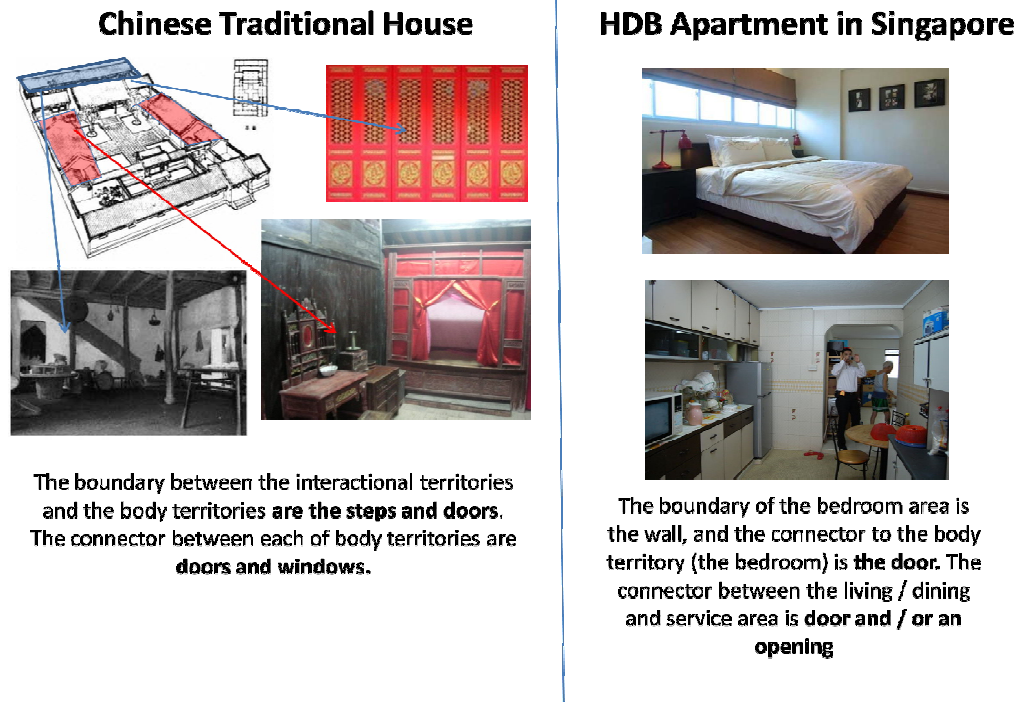 Chinese Traditional House
The boundary between the interactional territories
and the body territories are the steps and doors.
The connector between each of body territories are
doors and windows.
HDB Apartment in Singapore
The boundary of the bedroom area is
the wall, and the connector to the body
territory (the bedroom) is the door. The
connector between the living / dining
and service area is door and / or an
opening